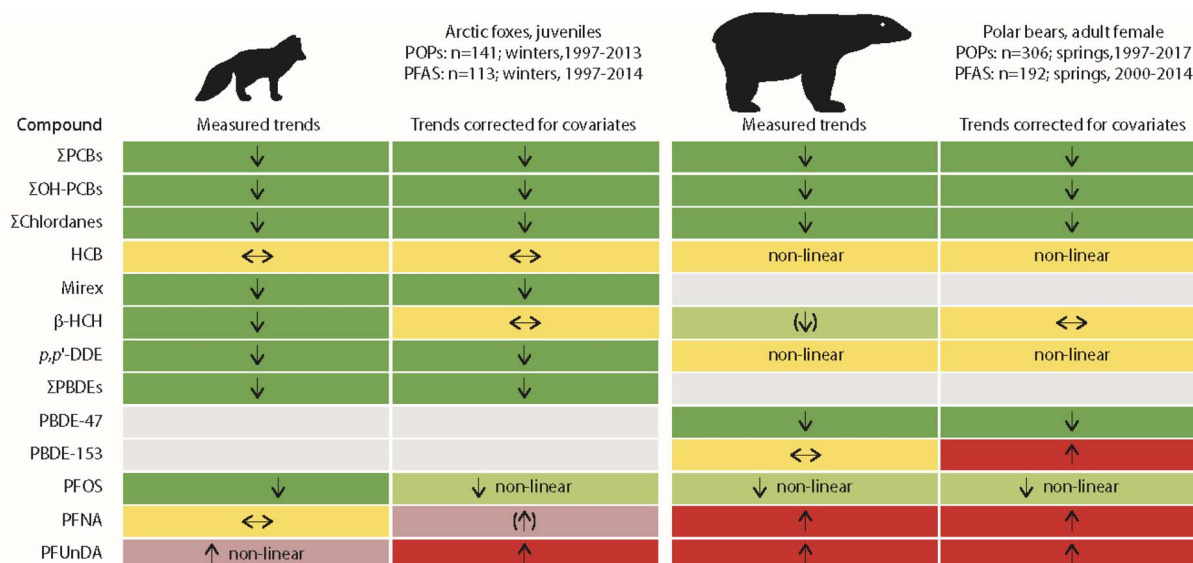 Arctic foxes, juveniles
POPs: n=141; winters,1997-2013
PFAS: n=113; winters, 1997-2014
Polar bears, adult female
POPs: n=306; springs,1997-2017
PFAS: n=192; springs, 2000-2014
Compound Measured trends Trends corrected for covariates Measured trends Trends corrected for covariates
ΣPCBs ↓ ↓ ↓ ↓
ΣOH-PCBs ↓ ↓ ↓ ↓
ΣChlordanes ↓ ↓ ↓ ↓
HCB ↔ ↔ non-linear non-linear
Mirex ↓ ↓
β-HCH ↓ ↔ (↓) ↔
p,p'-DDE ↓ ↓ non-linear non-linear
ΣPBDEs ↓ ↓
PBDE-47 ↓ ↓
PBDE-153 ↔ ↑
PFOS ↓ ↓ non-linear ↓ non-linear ↓ non-linear
PFNA ↔ (↑) ↑ ↑
PFUnDA ↑ non-linear ↑ ↑ ↑